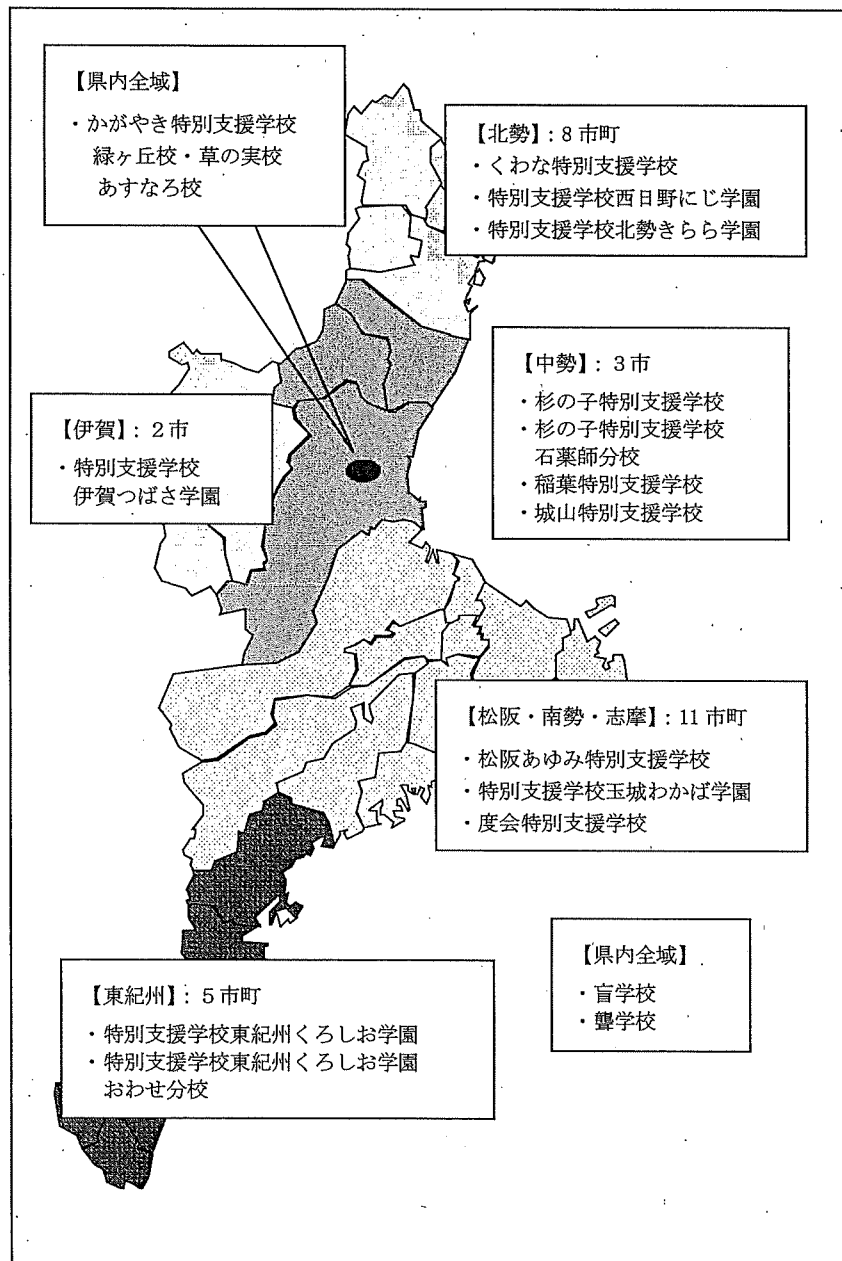 【県内全域】
・かがやき特別支援学校
緑ヶ丘校・草の実校
あすなろ校
【北勢】：8市町
・くわな特別支援学校
・特別支援学校西日野にじ学園
・特別支援学校北勢きらら学園
【中勢】：3市
・杉の子特別支援学校
・杉の子特別支援学校
石薬師分校
・稲葉特別支援学校
・城山特別支援学校
【伊賀】：2市
・特別支援学校
伊賀つばさ学園
【松阪・南勢・志摩】：11市町
・松阪あゆみ特別支援学校
・特別支援学校玉城わかば学園
・度会特別支援学校
【県内全域】
・盲学校
・聾学校
【東紀州】：5市町
・特別支援学校東紀州くろしお学園
・特別支援学校東紀州くろしお学園
おわせ分校